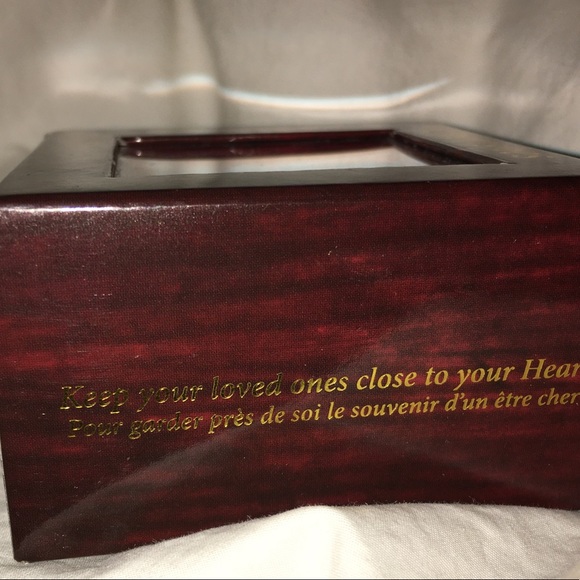 Keep your loved ones close to your Hear
Pour garder près de soi le souvenir d'un être cher